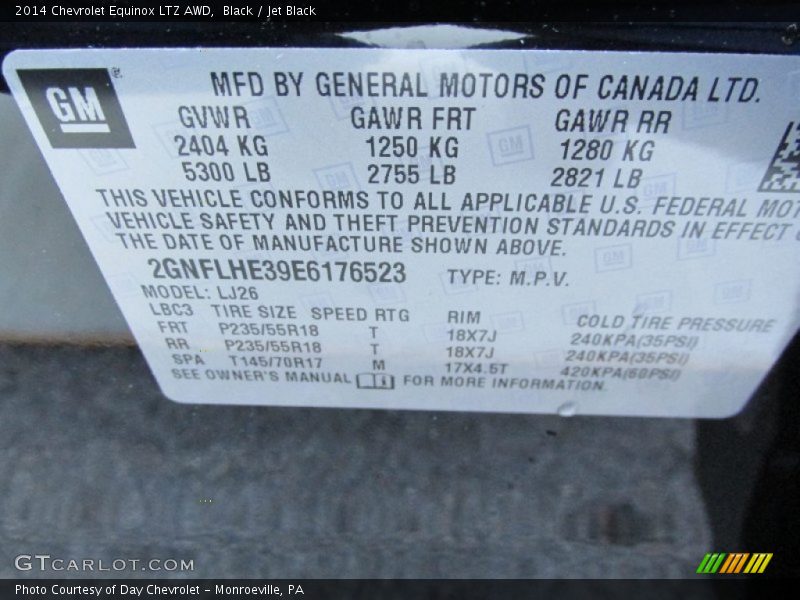 2014 Chevrolet Equinox LTZ AWD,  Black / Jet Black
GM
MFD BY GENERAL MOTORS OF CANADA LTD.
GVWR GAWR FRT GAWR RR
2404 KG 1250 KG 1280 KG
5300 LB 2755 LB 2821 LB
THIS VEHICLE CONFORMS TO ALL APPLICABLE U.S. FEDERAL
VEHICLE SAFETY AND THEFT PREVENTION STANDARDS IN EFFECT
THE DATE OF MANUFACTURE SHOWN ABOVE.
2GNFLHE39E6176523 TYPE: M.P.V.
MODEL: LJ26
LBC3 TIRE SIZE SPEED RTG RIM COLD TIRE PRESSURE
FRT P235/55R18 T 18X7J 240KPA(35PSI)
RR P235/55R18 T 18X7J 240KPA(35PSI)
SPA T145/70R17 M 17X4.5T 420KPA(60PSI)
SEE OWNER'S MANUAL FOR MORE INFORMATION.
GTCARLOT.COM
Photo Courtesy of Day Chevrolet – Monroeville, PA